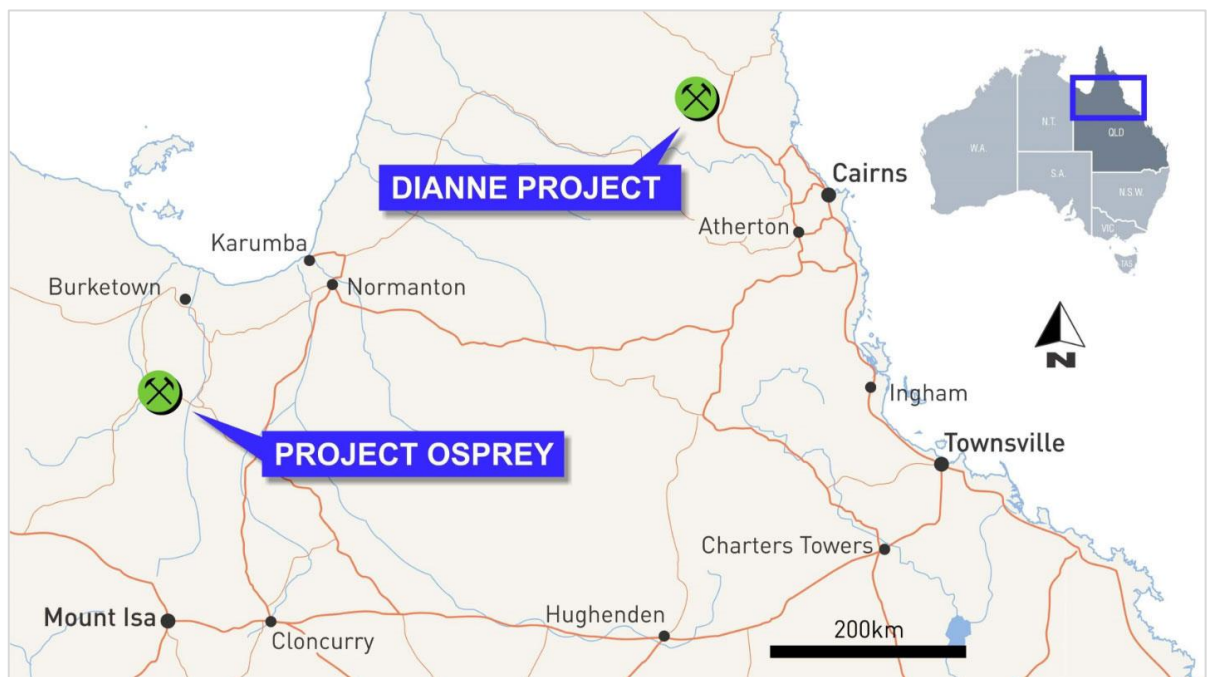 DIANNE PROJECT
Cairns
Atherton
Karumba
Burketown
Normanton
Ingham
PROJECT OSPREY
Townsville
Charters Towers
Mount Isa
Cloncurry
Hughenden
200km
W.A.
N.T.
QLD
S.A.
N.S.W.
VIC
TAS
N